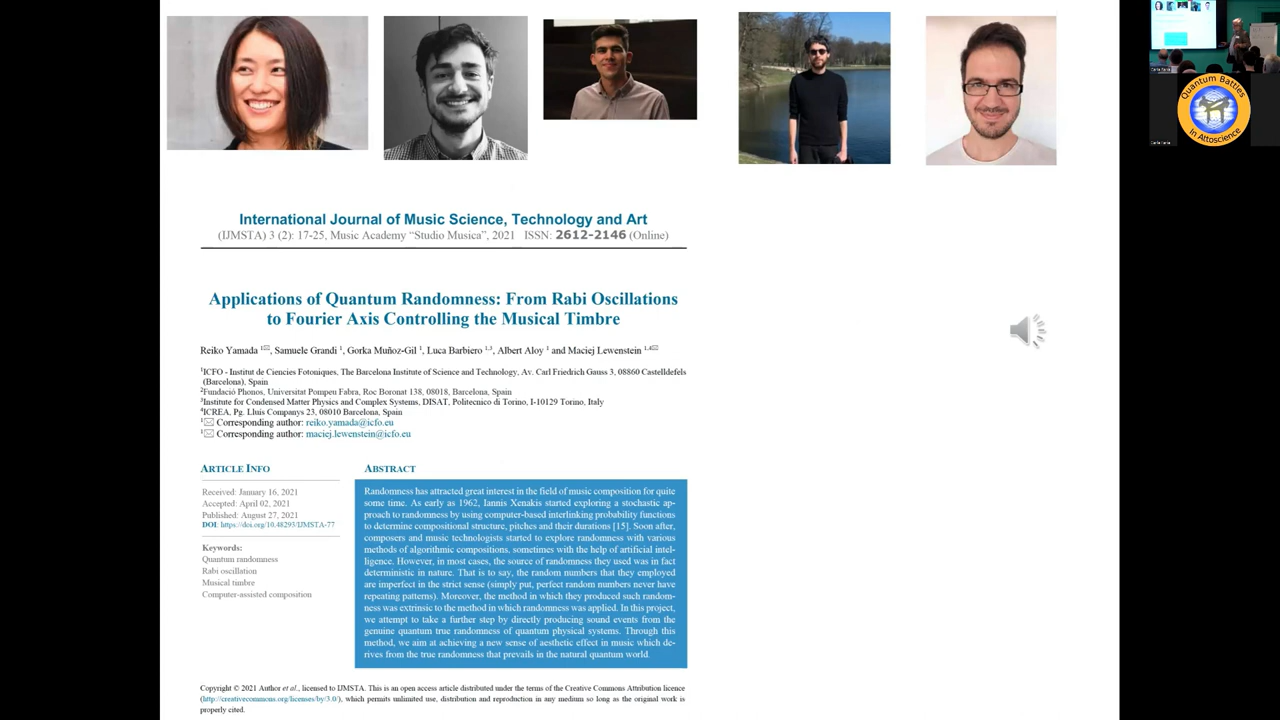 International Journal of Music Science, Technology and Art
(IJMSTA) 3 (2): 17-25, Music Academy “Studio Musica”, 2021 ISSN: 2612-2146 (Online)
Applications of Quantum Randomness: From Rabi Oscillations
to Fourier Axis Controlling the Musical Timbre
Reiko Yamada 1✉, Samuele Grandi 1, Gorka Muñoz-Gil 1, Luca Barbiero 1,3, Albert Aloy 1 and Maciej Lewenstein 1,4✉
1ICFO - Institut de Ciencies Fotoniques, The Barcelona Institute of Science and Technology, Av. Carl Friedrich Gauss 3, 08860 Castelldefels
(Barcelona), Spain
2Fundació Phonos, Universitat Pompeu Fabra, Roc Boronat 138, 08018, Barcelona, Spain
3Institute for Condensed Matter Physics and Complex Systems, DISAT, Politecnico di Torino, I-10129 Torino, Italy
4ICREA, Pg. Lluis Companys 23, 08010 Barcelona, Spain
1✉ Corresponding author: reiko.yamada@icfo.eu
1✉ Corresponding author: maciej.lewenstein@icfo.eu
ARTICLE INFO
Received: January 16, 2021
Accepted: April 02, 2021
Published: August 27, 2021
DOI: https://doi.org/10.48293/IJMSTA-77
Keywords:
Quantum randomness
Rabi oscillation
Musical timbre
Computer-assisted composition
ABSTRACT
Randomness has attracted great interest in the field of music composition for quite
some time. As early as 1962, Iannis Xenakis started exploring a stochastic ap-
proach to randomness by using computer-based interlinking probability functions
to determine compositional structure, pitches and their durations [15]. Soon after,
composers and music technologists started to explore randomness with various
methods of algorithmic compositions, sometimes with the help of artificial intel-
ligence. However, in most cases, the source of randomness they used was in fact
deterministic in nature. That is to say, the random numbers that they employed
are imperfect in the strict sense (simply put, perfect random numbers never have
repeating patterns). Moreover, the method in which they produced such random-
ness was extrinsic to the method in which randomness was applied. In this project,
we attempt to take a further step by directly producing sound events from the
genuine quantum true randomness of quantum physical systems. Through this
method, we aim at achieving a new sense of aesthetic effect in music which de-
rives from the true randomness that prevails in the natural quantum world.
Copyright © 2021 Author et al., licensed to IJMSTA. This is an open access article distributed under the terms of the Creative Commons Attribution licence
(http://creativecommons.org/licenses/by/3.0/), which permits unlimited use, distribution and reproduction in any medium so long as the original work is
properly cited.
Quantum Battles
In Attoscience